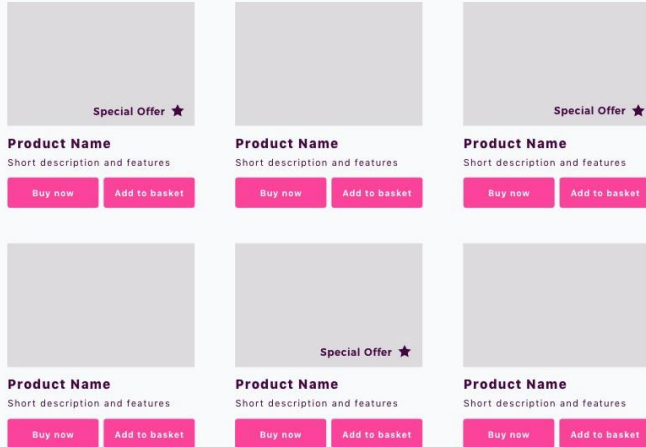 Special Offer
Special Offer
Product Name
Product Name
Product Name
Short description and features
Short description and features
Short description and features
Buy now
Add to basket
Buy now
Add to basket
Buy now
Add to basket
Special Offer
Product Name
Product Name
Product Name
Short description and features
Short description and features
Short description and features
Buy now
Add to basket
Buy now
Add to basket
Buy now
Add to basket